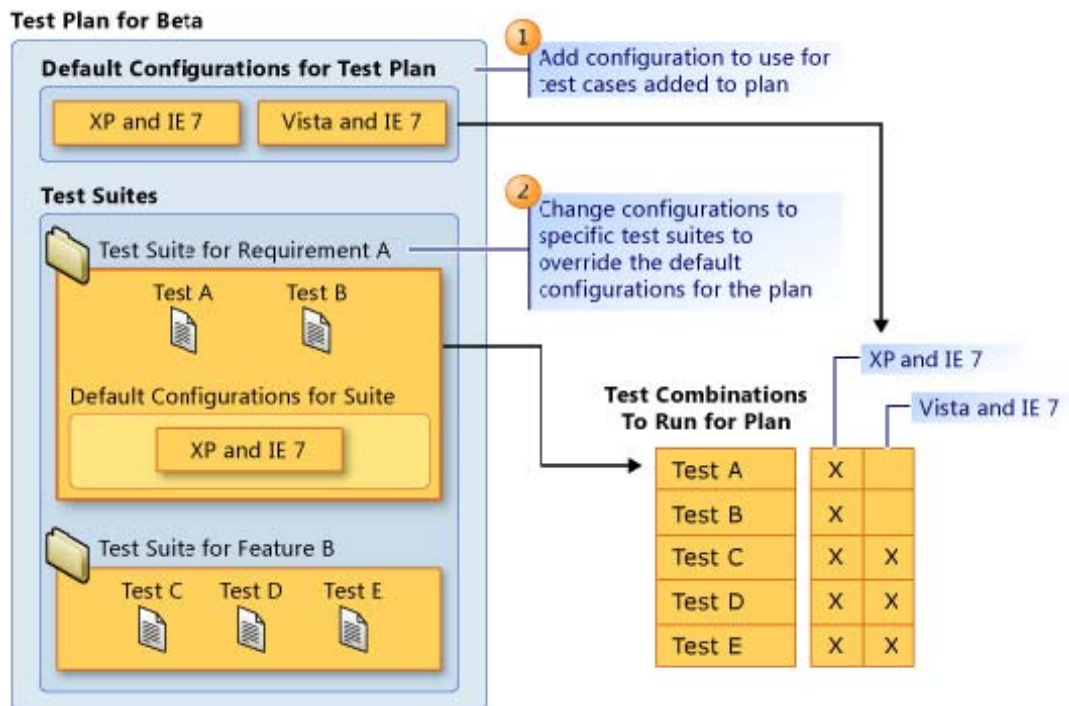 Test Plan for Beta
Default Configurations for Test Plan
XP and IE 7
Vista and IE 7
1
Add configuration to use for
test cases added to plan
Test Suites
Test Suite for Requirement A
Test A
Test B
Default Configurations for Suite
XP and IE 7
2
Change configurations to
specific test suites to
override the default
configurations for the plan
Test Suite for Feature B
Test C
Test D
Test E
XP and IE 7
Vista and IE 7
Test Combinations
To Run for Plan
Test A X
Test B X
Test C X X
Test D X X
Test E X X